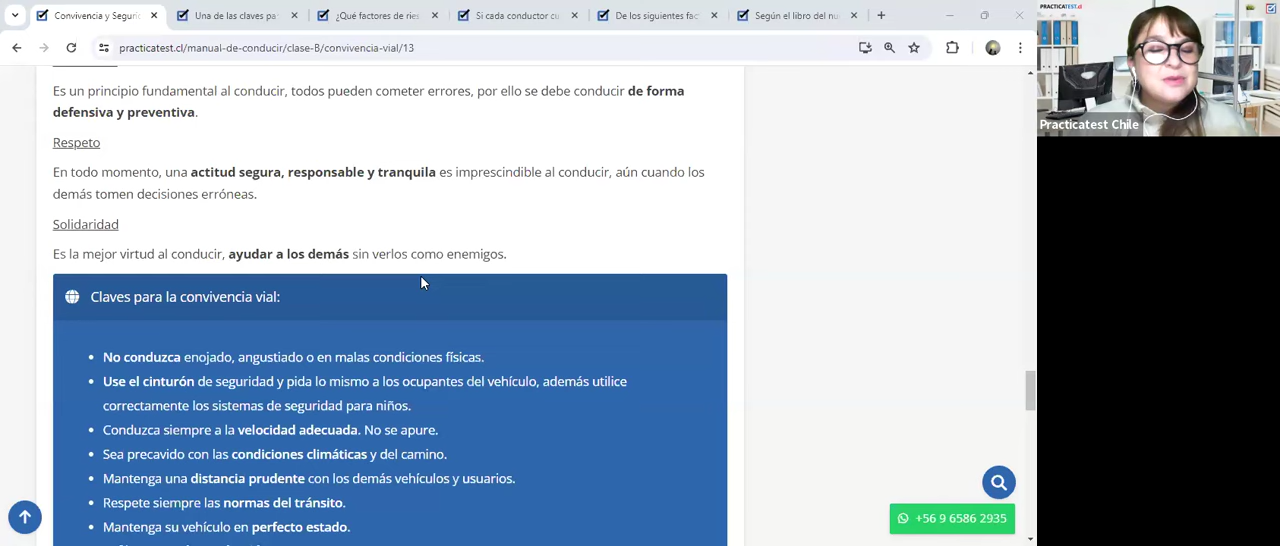 Convivencia y Seguri
Una de las claves pa
¿Qué factores de ries
Si cada conductor cu
De los siguientes fac
Según el libro del nu
practicatest.cl/manual-de-conducir/clase-B/convivencia-vial/13
Es un principio fundamental al conducir, todos pueden cometer errores, por ello se debe conducir de forma
defensiva y preventiva.
Respeto
En todo momento, una actitud segura, responsable y tranquila es imprescindible al conducir, aún cuando los
demás tomen decisiones erróneas.
Solidaridad
Es la mejor virtud al conducir, ayudar a los demás sin verlos como enemigos.
Claves para la convivencia vial:
• No conduzca enojado, angustiado o en malas condiciones físicas.
• Use el cinturón de seguridad y pida lo mismo a los ocupantes del vehículo, además utilice
correctamente los sistemas de seguridad para niños.
• Conduzca siempre a la velocidad adecuada. No se apure.
• Sea precavido con las condiciones climáticas y del camino.
• Mantenga una distancia prudente con los demás vehículos y usuarios.
• Respete siempre las normas del tránsito.
• Mantenga su vehículo en perfecto estado.
+56 9 6586 2935
PRACTICATEST.cl
Practicatest Chile